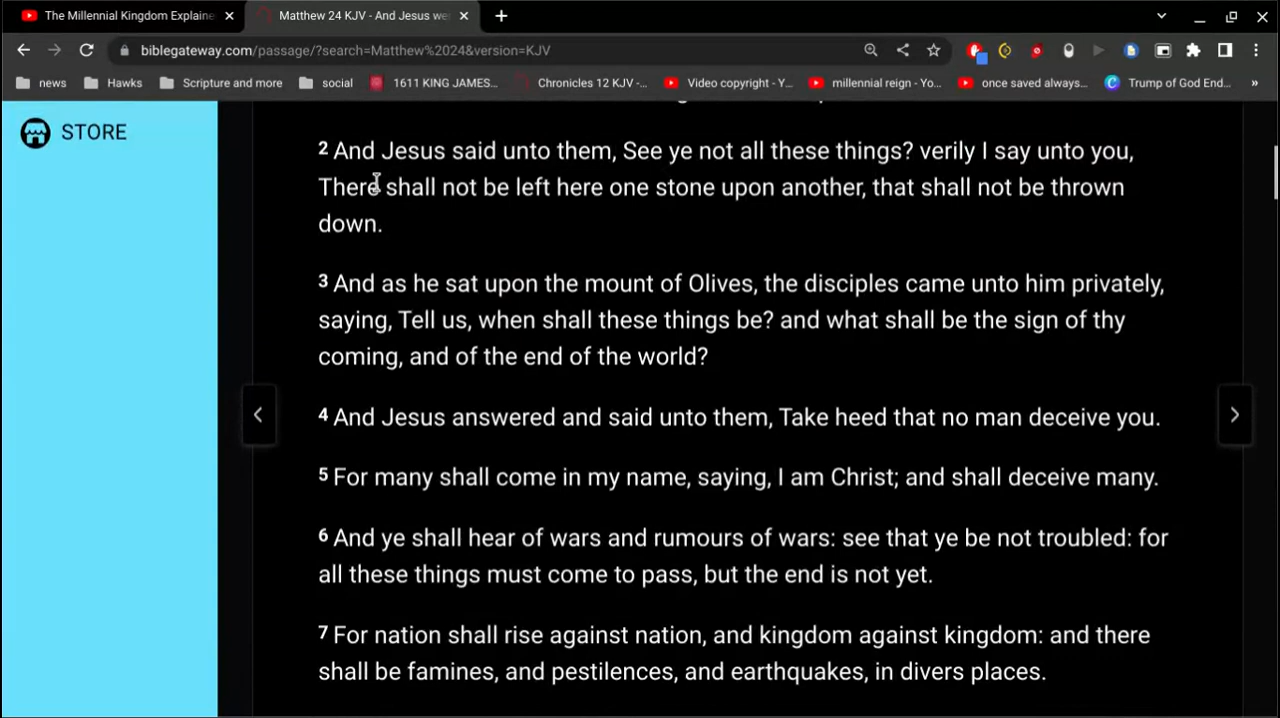 The Millennial Kingdom Explaine
Matthew 24 KJV - And Jesus we
biblegateway.com/passage/?search=Matthew%2024&version=KJV
news
Hawks
Scripture and more
social
1611 KING JAMES...
Chronicles 12 KJV -...
Video copyright - Y...
millennial reign - Yo...
once saved always...
Trump of God End...
STORE
2 And Jesus said unto them, See ye not all these things? verily I say unto you,
There shall not be left here one stone upon another, that shall not be thrown
down.
3 And as he sat upon the mount of Olives, the disciples came unto him privately,
saying, Tell us, when shall these things be? and what shall be the sign of thy
coming, and of the end of the world?
4 And Jesus answered and said unto them, Take heed that no man deceive you.
5 For many shall come in my name, saying, I am Christ; and shall deceive many.
6 And ye shall hear of wars and rumours of wars: see that ye be not troubled: for
all these things must come to pass, but the end is not yet.
7 For nation shall rise against nation, and kingdom against kingdom: and there
shall be famines, and pestilences, and earthquakes, in divers places.